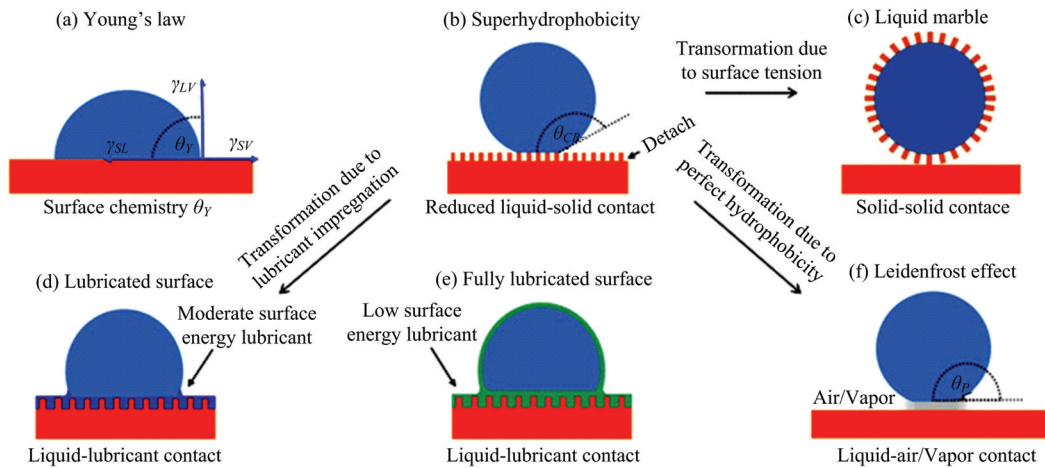 (a) Young's law
γLV
θY
γSL
γSV
Surface chemistry θY
(b) Superhydrophobicity
θCB
Detach
Reduced liquid-solid contact
Transormation due
to surface tension
(c) Liquid marble
Solid-solid contace
Transformation due to
lubricant impregnation
Transformation due to
perfect hydrophobicity
(d) Lubricated surface
Moderate surface
energy lubricant
Liquid-lubricant contact
(e) Fully lubricated surface
Low surface
energy lubricant
Liquid-lubricant contact
(f) Leidenfrost effect
θP
Air/Vapor
Liquid-air/Vapor contact